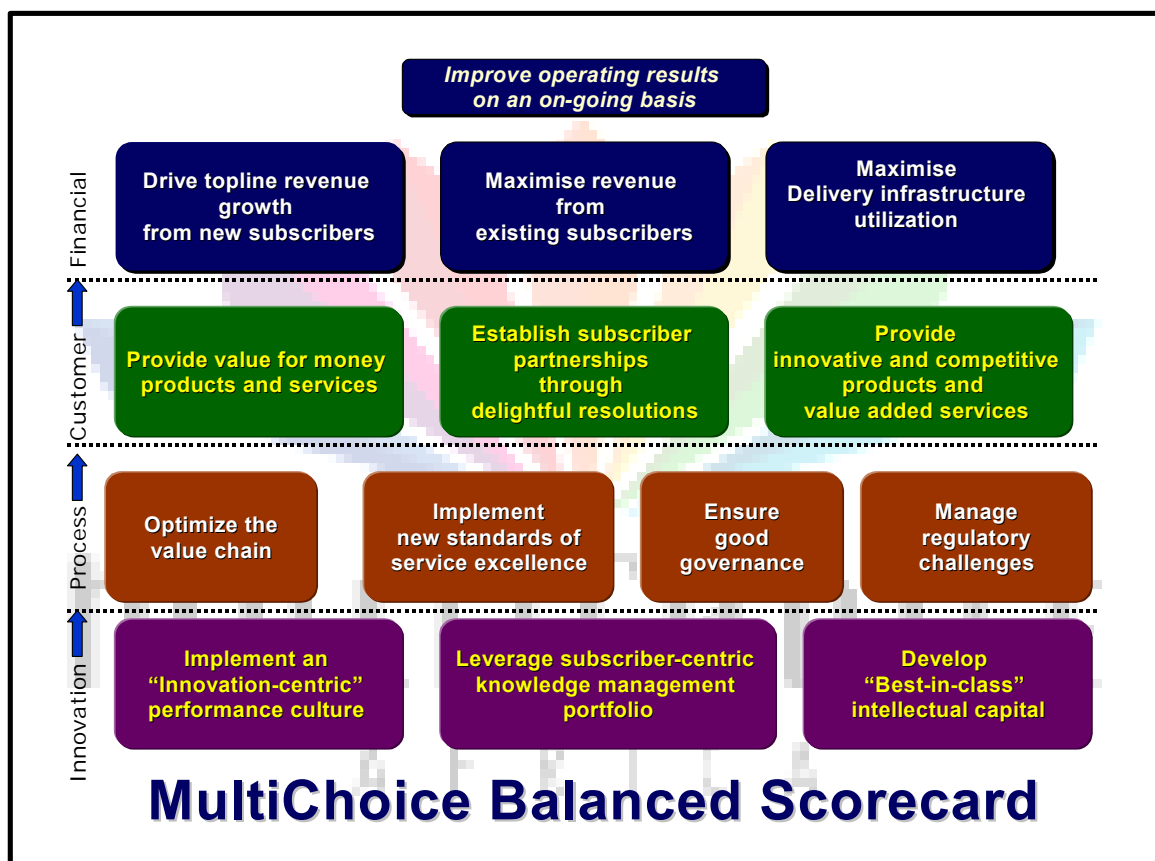 Improve operating results
on an on-going basis
Financial
Drive topline revenue
growth
from new subscribers
Maximise revenue
from
existing subscribers
Maximise
Delivery infrastructure
utilization
Customer
Provide value for money
products and services
Establish subscriber
partnerships
through
delightful resolutions
Provide
innovative and competitive
products and
value added services
Process
Optimize the
value chain
Implement
new standards of
service excellence
Ensure
good
governance
Manage
regulatory
challenges
Innovation
Implement an
“Innovation-centric”
performance culture
Leverage subscriber-centric
knowledge management
portfolio
Develop
“Best-in-class”
intellectual capital
MultiChoice Balanced Scorecard